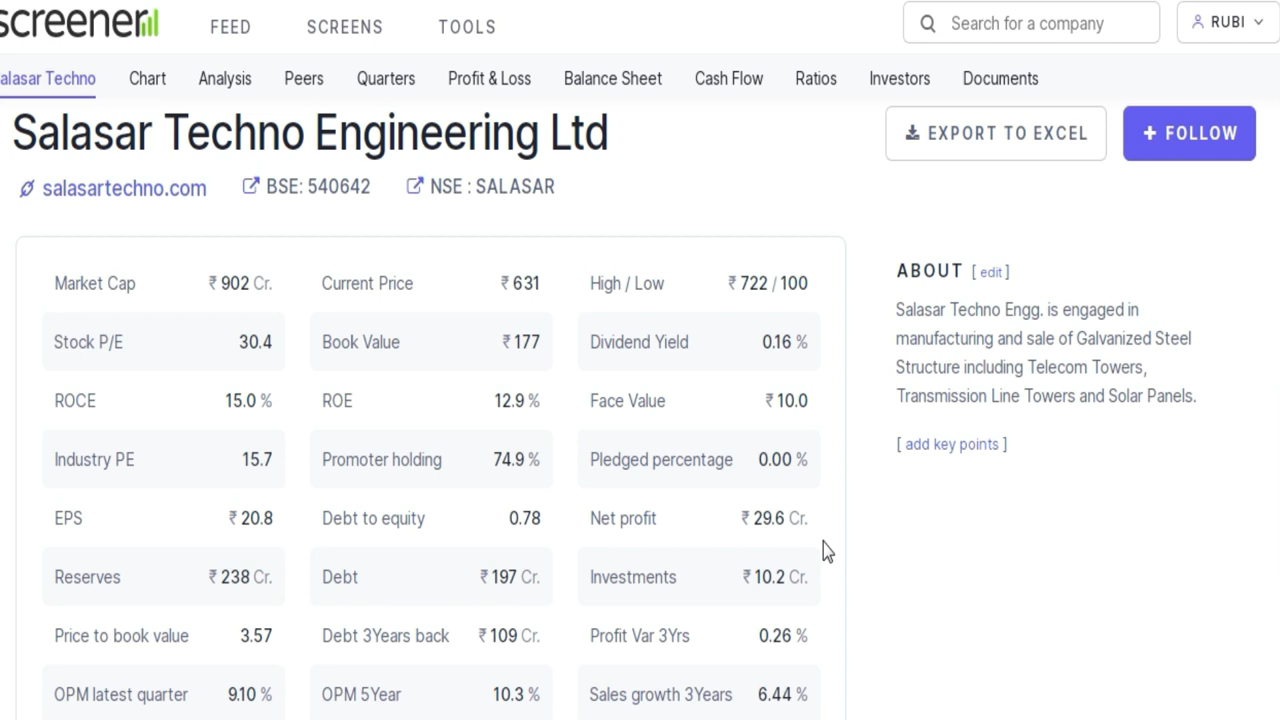 screener
FEED SCREENS TOOLS
Search for a company
RUBI
alasar Techno Chart Analysis Peers Quarters Profit & Loss Balance Sheet Cash Flow Ratios Investors Documents
Salasar Techno Engineering Ltd
EXPORT TO EXCEL
+ FOLLOW
salasartechno.com BSE: 540642 NSE : SALASAR
Market Cap ₹ 902 Cr. Current Price ₹ 631 High / Low ₹ 722 / 100
Stock P/E 30.4 Book Value ₹ 177 Dividend Yield 0.16 %
ROCE 15.0 % ROE 12.9 % Face Value ₹ 10.0
Industry PE 15.7 Promoter holding 74.9 % Pledged percentage 0.00 %
EPS ₹ 20.8 Debt to equity 0.78 Net profit ₹ 29.6 Cr.
Reserves ₹ 238 Cr. Debt ₹ 197 Cr. Investments ₹ 10.2 Cr.
Price to book value 3.57 Debt 3Years back ₹ 109 Cr. Profit Var 3Yrs 0.26 %
OPM latest quarter 9.10 % OPM 5Year 10.3 % Sales growth 3Years 6.44 %
ABOUT [ edit ]
Salasar Techno Engg. is engaged in
manufacturing and sale of Galvanized Steel
Structure including Telecom Towers,
Transmission Line Towers and Solar Panels.
[ add key points ]